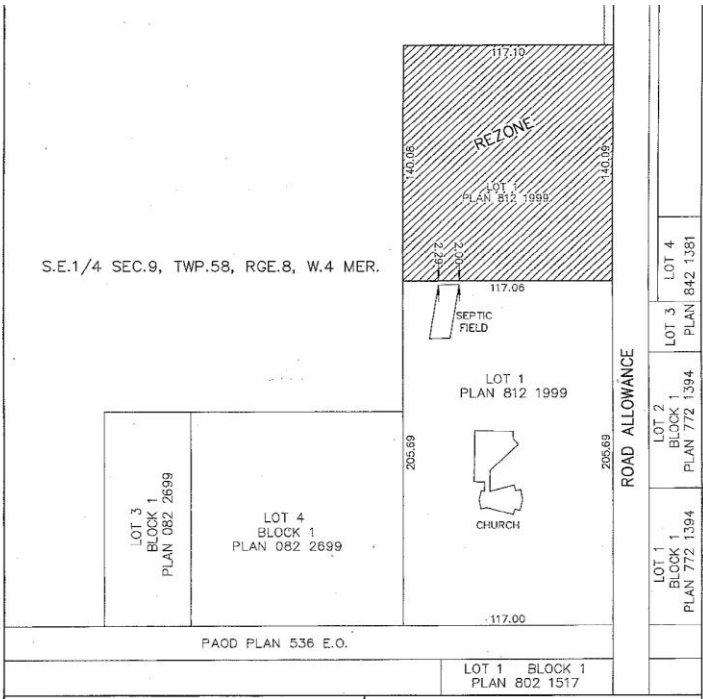 117.10
REZONE
140.08
140.09
LOT 1
PLAN 812 1999
2.29
2.00
117.06
S.E.1/4 SEC.9, TWP.58, RGE.8, W.4 MER.
SEPTIC
FIELD
LOT 1
PLAN 812 1999
205.69
205.69
CHURCH
117.00
LOT 3
BLOCK 1
PLAN 082 2699
LOT 4
BLOCK 1
PLAN 082 2699
ROAD ALLOWANCE
LOT 4
PLAN 842 1381
LOT 3
LOT 2
BLOCK 1
PLAN 772 1394
LOT 1
BLOCK 1
PLAN 772 1394
PAOD PLAN 536 E.O.
LOT 1 BLOCK 1
PLAN 802 1517